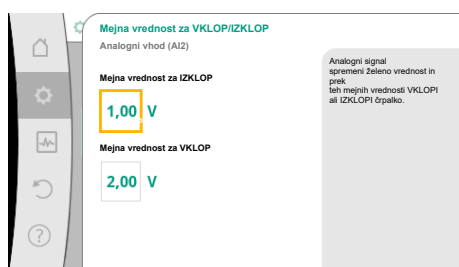 Mejna vrednost za VKLOP/IZKLOP
Analogni vhod (AI2)
Mejna vrednost za IZKLOP
1,00 V
Mejna vrednost za VKLOP
2,00 V
Analogni signal
spremeni želeno vrednost in
prek
teh mejnih vrednosti VKLOPI
ali IZKLOPI črpalko.
?